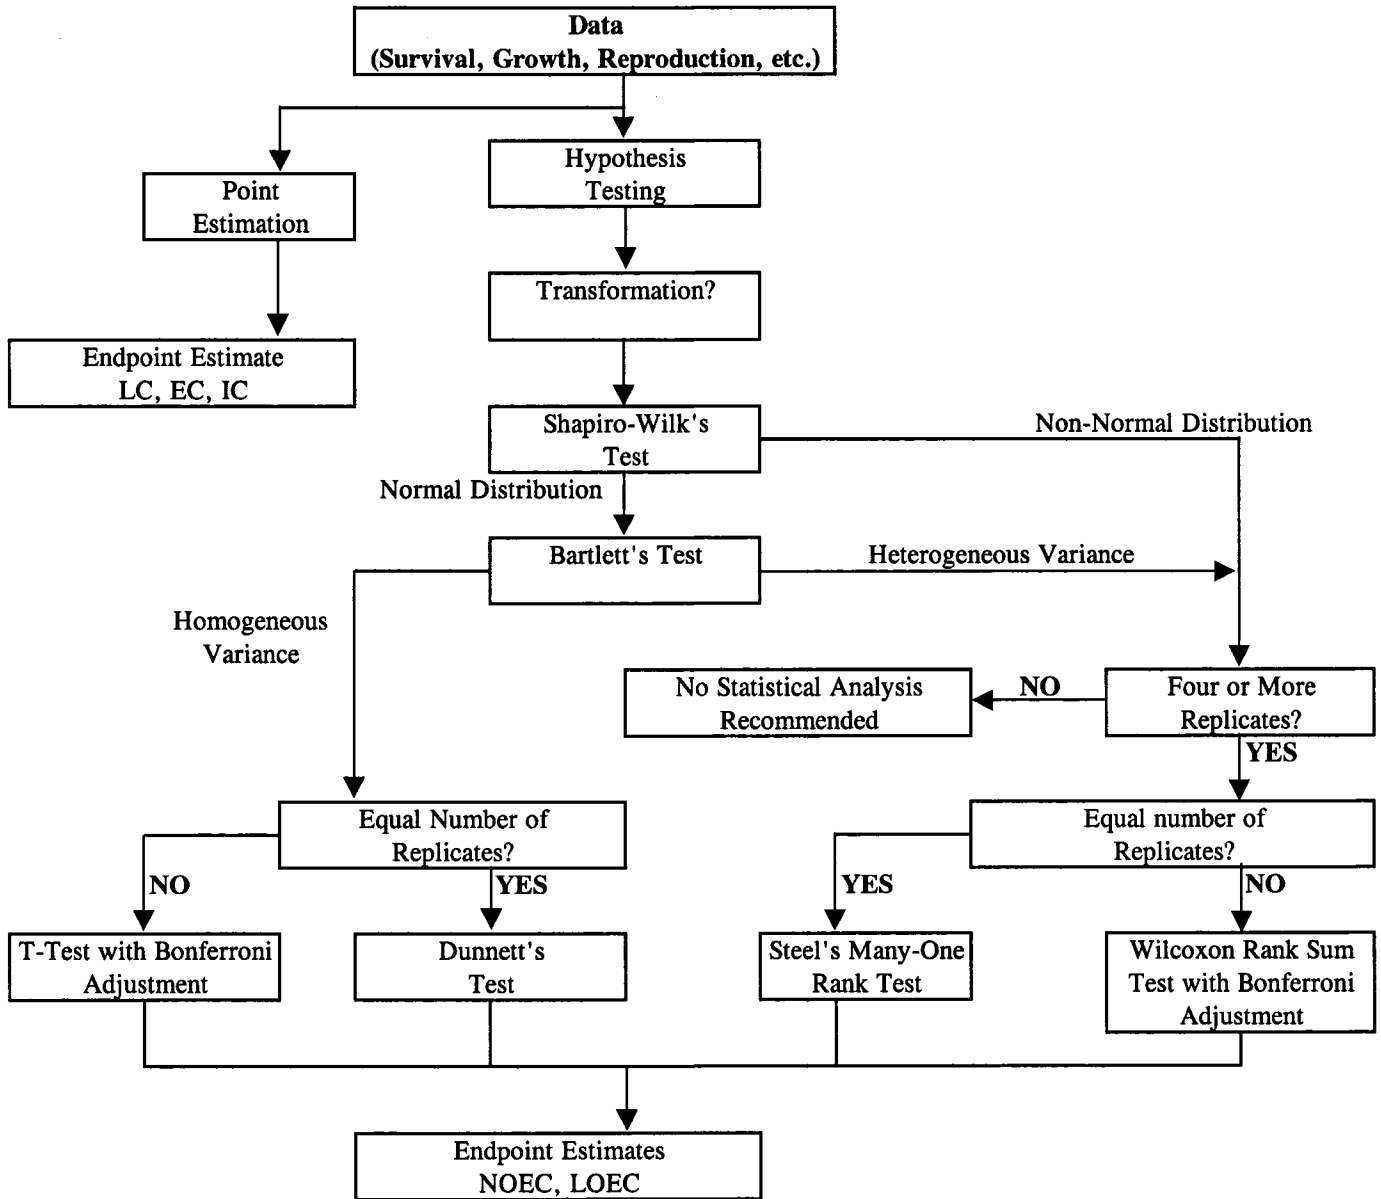 Data
(Survival, Growth, Reproduction, etc.)
Hypothesis
Testing
Point
Estimation
Transformation?
Endpoint Estimate
LC, EC, IC
Shapiro-Wilk's
Test
Non-Normal Distribution
Normal Distribution
Bartlett's Test
Heterogeneous Variance
Homogeneous
Variance
No Statistical Analysis
Recommended
NO
Four or More
Replicates?
YES
Equal Number of
Replicates?
Equal number of
Replicates?
NO
YES
YES
NO
T-Test with Bonferroni
Adjustment
Dunnett's
Test
Steel's Many-One
Rank Test
Wilcoxon Rank Sum
Test with Bonferroni
Adjustment
Endpoint Estimates
NOEC, LOEC